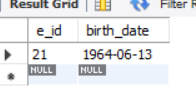 Result Grid Filter R
e_id birth_date
21 1964-06-13
NULL NULL